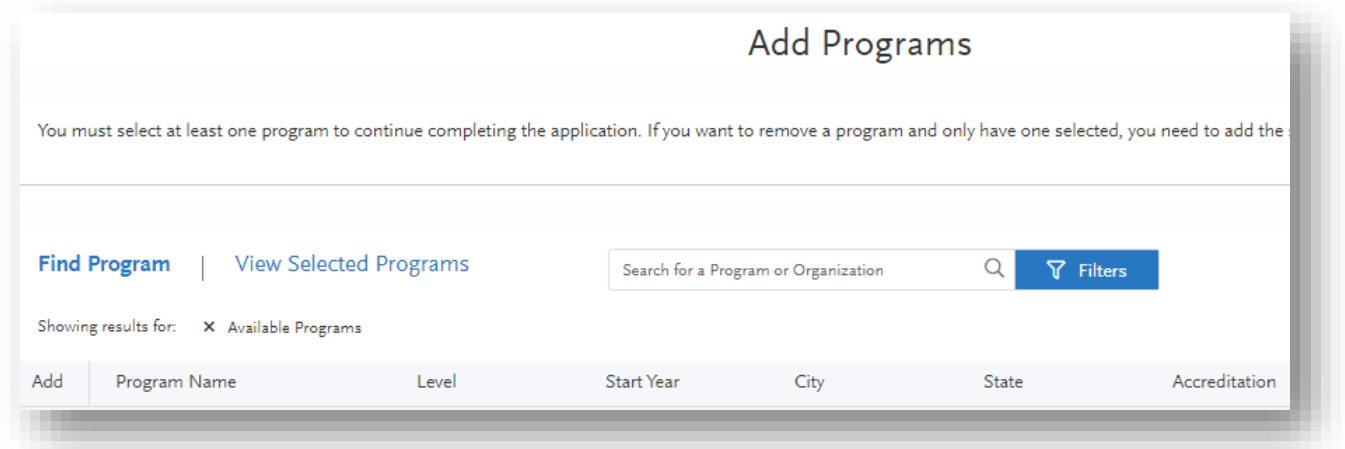 Add Programs
You must select at least one program to continue completing the application. If you want to remove a program and only have one selected, you need to add the
Find Program | View Selected Programs Search for a Program or Organization Filters
Showing results for: × Available Programs
Add Program Name Level Start Year City State Accreditation